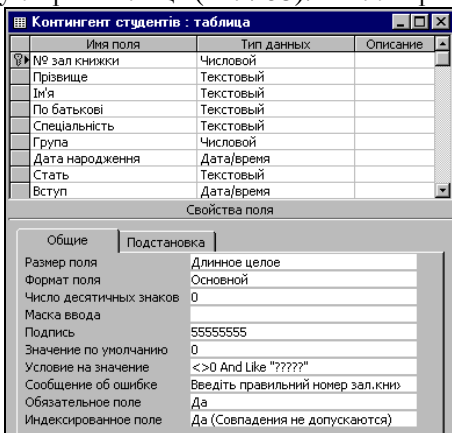 Контингент студентів : таблица
Имя поля Тип данных Описание
№ зал книжки Числовой
Прізвище Текстовый
Ім'я Текстовый
По батькові Текстовый
Спеціальність Текстовый
Група Числовой
Дата народження Дата/время
Стать Текстовый
Вступ Дата/время
Свойства поля
Общие Подстановка
Размер поля Длинное целое
Формат поля Основной
Число десятичных знаков 0
Маска ввода
Подпись 55555555
Значение по умолчанию 0
Условие на значение <>0 And Like "?????"
Сообщение об ошибке Введіть правильний номер зал.книж
Обязательное поле Да
Индексированное поле Да (Совпадения не допускаются)